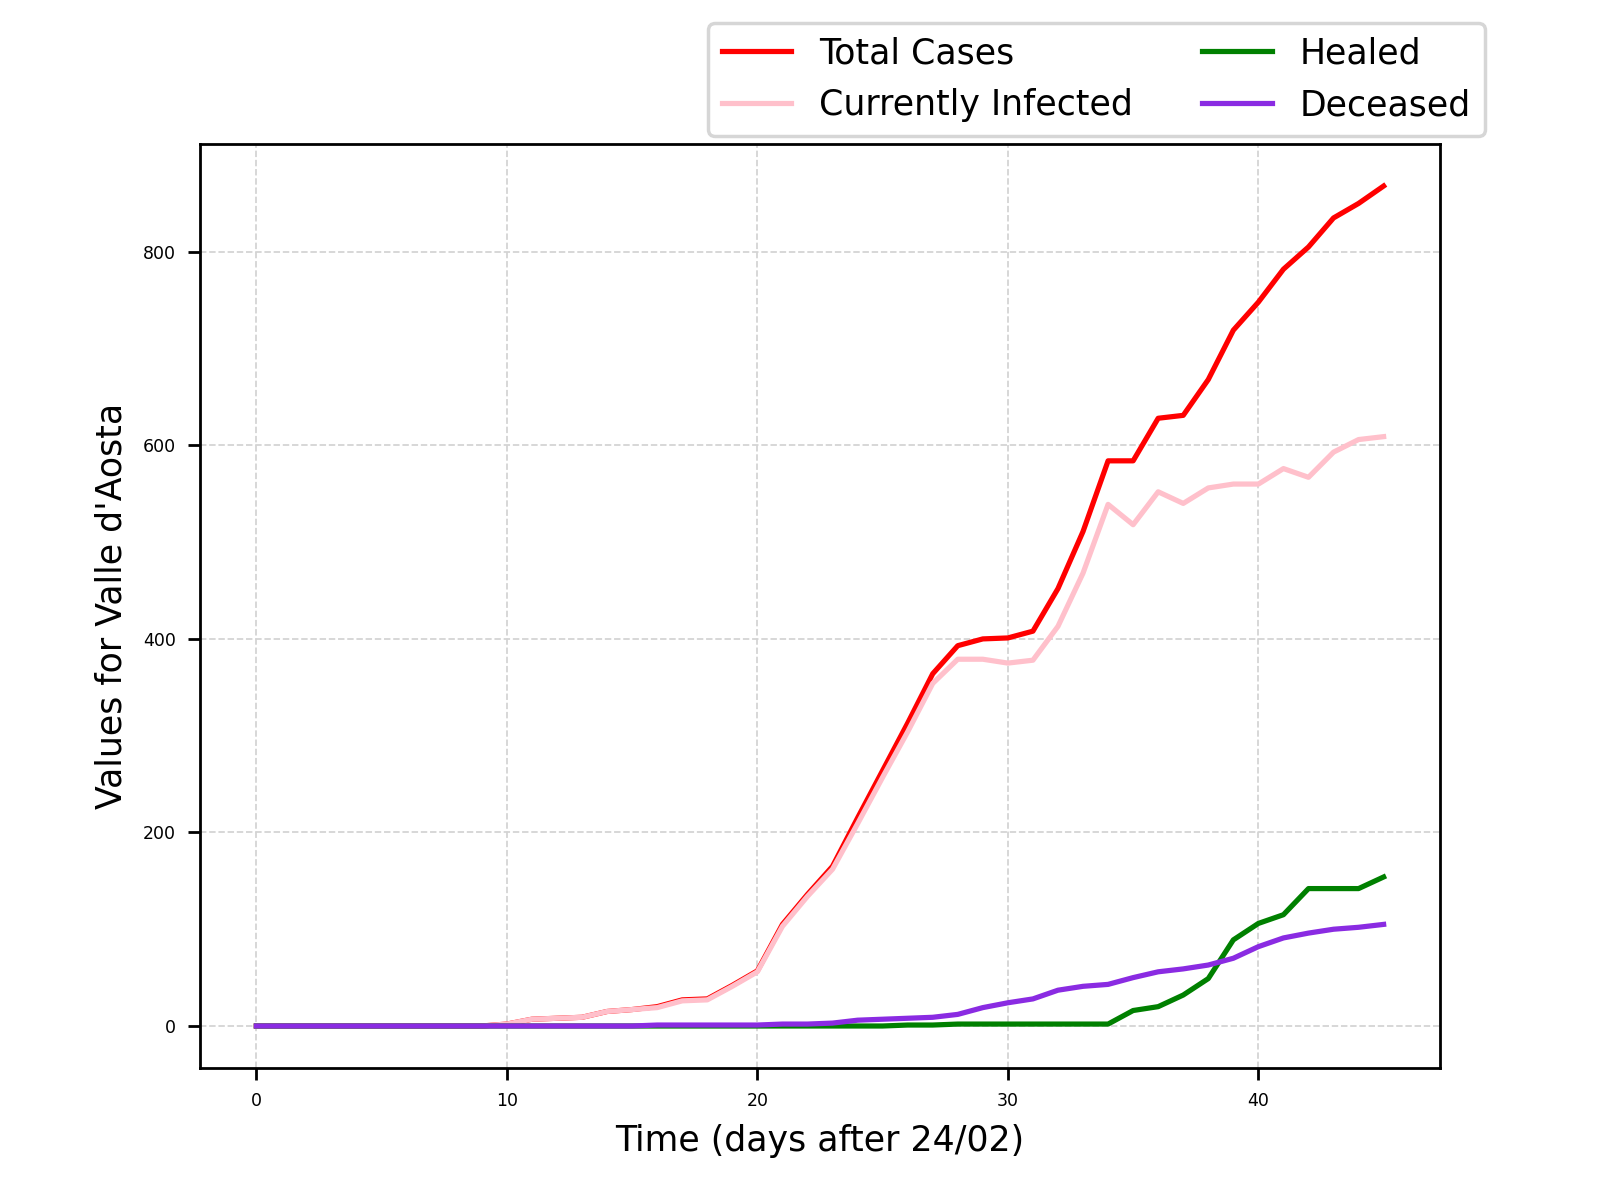 Total Cases
Currently Infected
Healed
Deceased
Values for Valle d'Aosta
800
600
400
200
0
0
10
20
30
40
Time (days after 24/02)